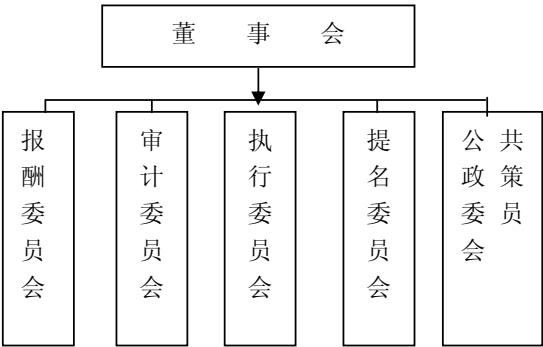 董事会
报酬委员会
审计委员会
执行委员会
提名委员会
公共政策委员会